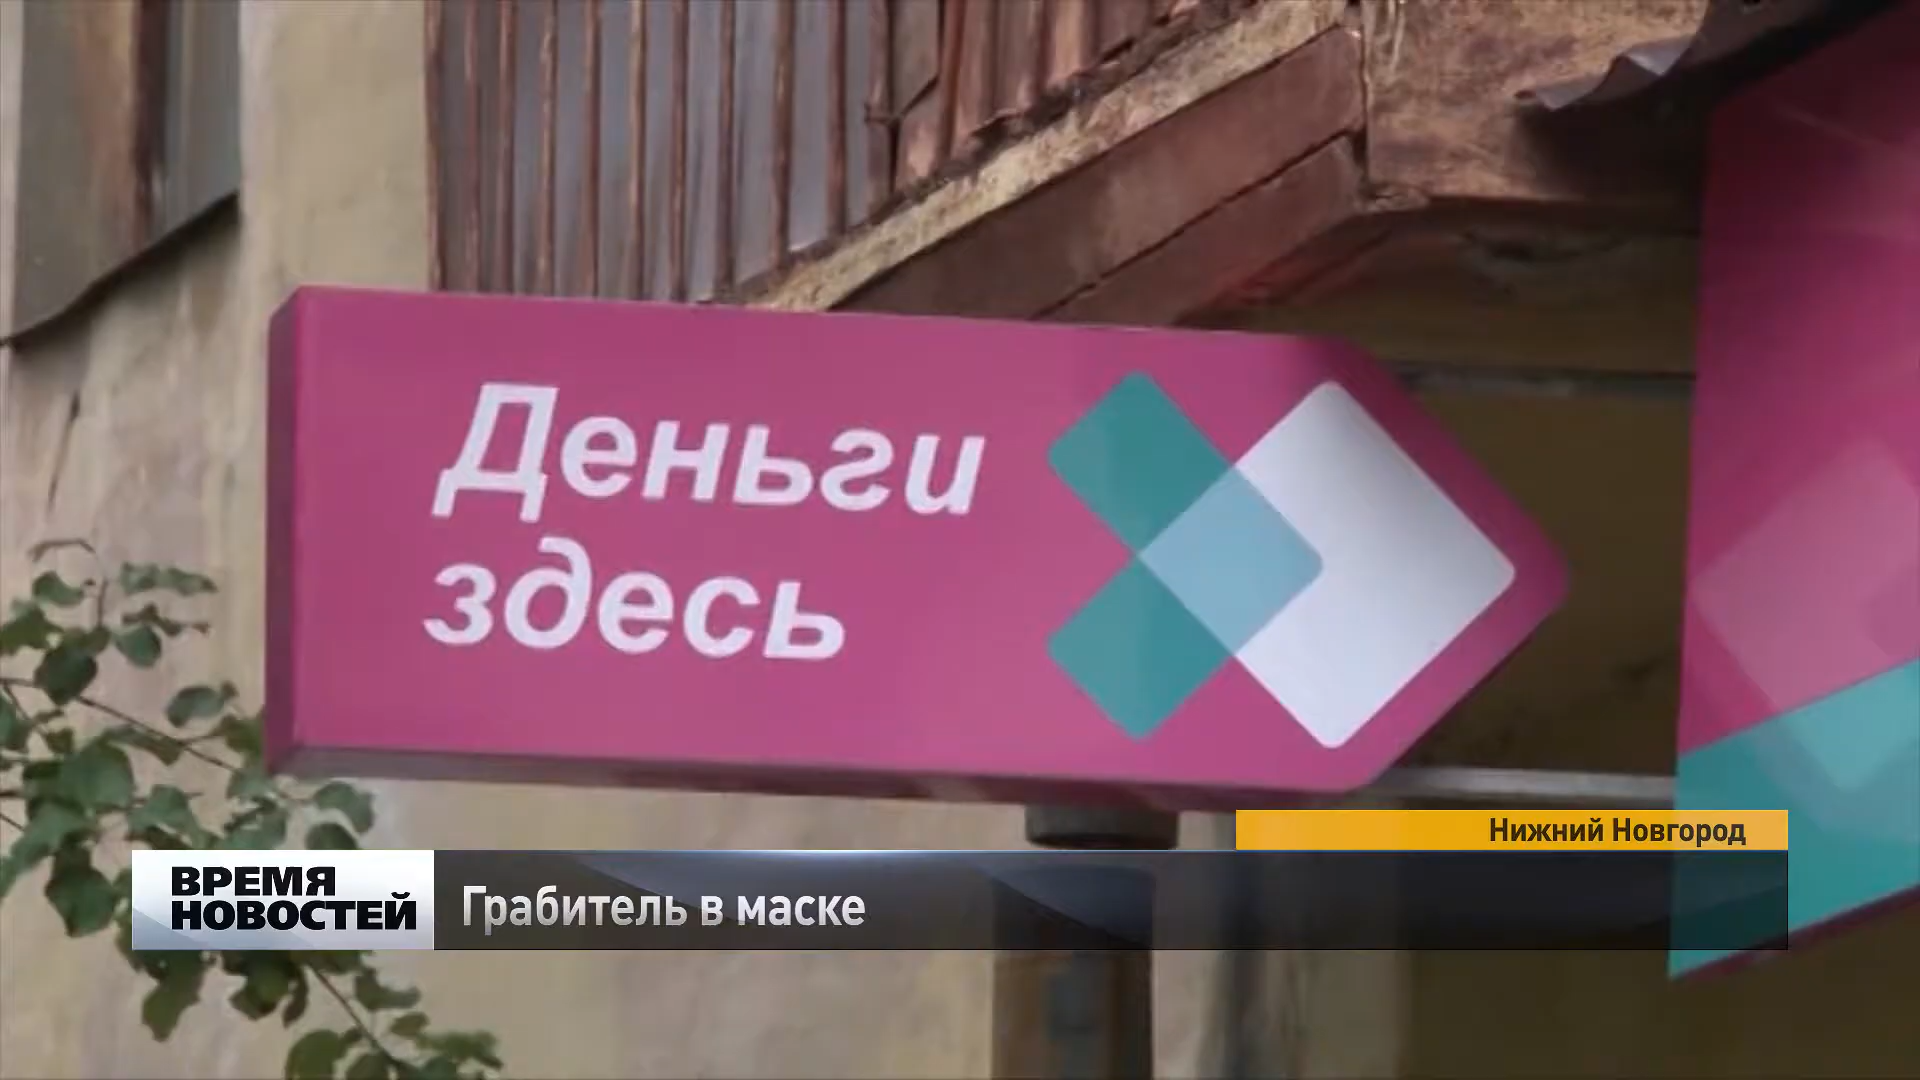 Деньги
здесь
Нижний Новгород
ВРЕМЯ
НОВОСТЕЙ
Грабитель в маске